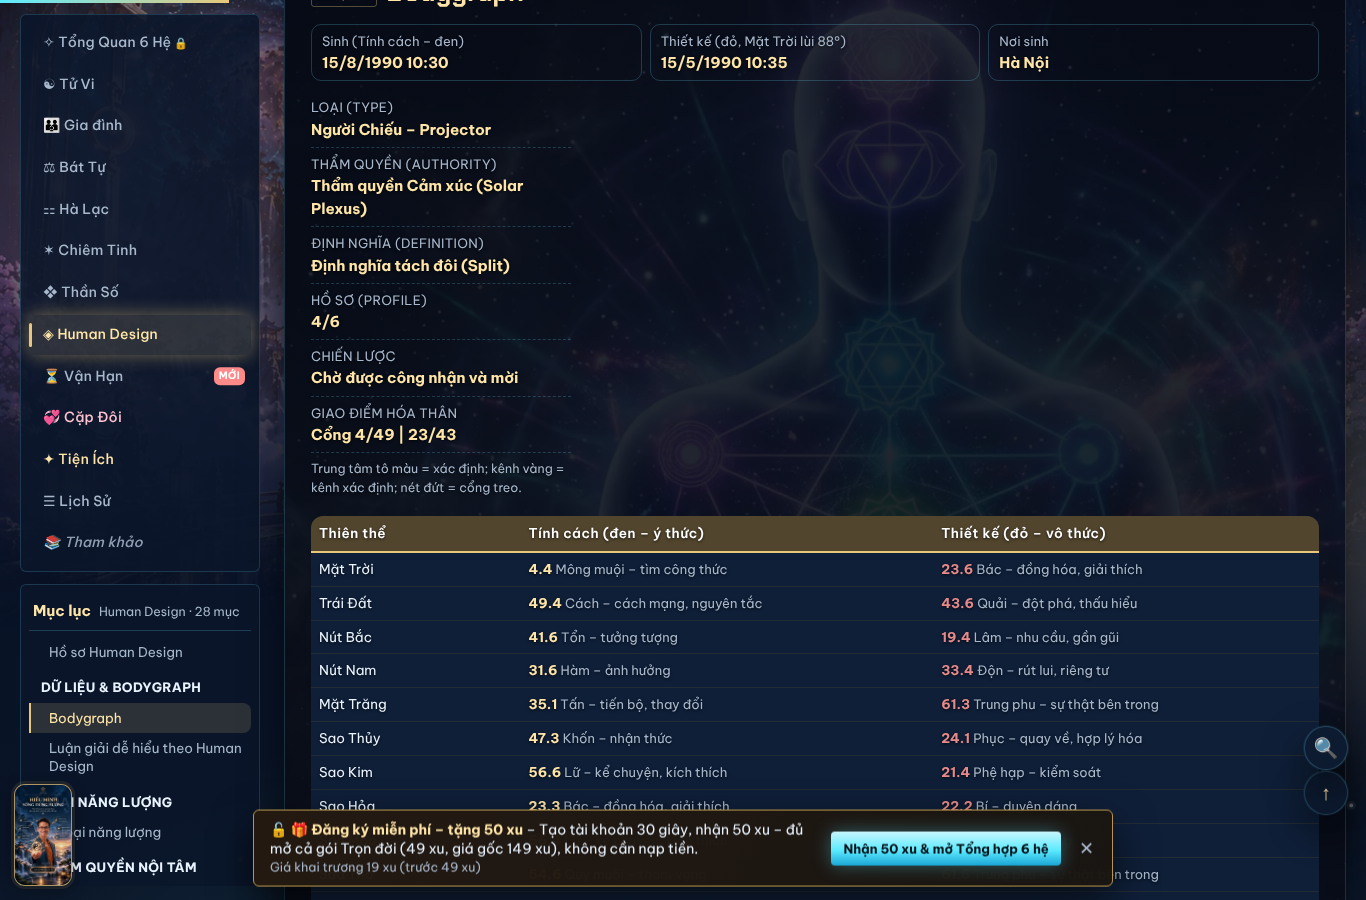 ✧ Tổng Quan 6 Hệ 🔒
☯ Tử Vi
👪 Gia đình
⚖ Bát Tự
⚏ Hà Lạc
✶ Chiêm Tinh
❖ Thần Số
◈ Human Design
⏳ Vận Hạn MỚI
💞 Cặp Đôi
✦ Tiện Ích
☰ Lịch Sử
📚 Tham khảo
Mục lục Human Design · 28 mục
Hồ sơ Human Design
DỮ LIỆU & BODYGRAPH
Bodygraph
Luận giải dễ hiểu theo Human
Design
NĂNG LƯỢNG
năng lượng
QUYỀN NỘI TÂM
Sinh (Tính cách – đen)
15/8/1990 10:30
Thiết kế (đỏ, Mặt Trời lùi 88°)
15/5/1990 10:35
Nơi sinh
Hà Nội
LOẠI (TYPE)
Người Chiếu – Projector
THẨM QUYỀN (AUTHORITY)
Thẩm quyền Cảm xúc (Solar
Plexus)
ĐỊNH NGHĨA (DEFINITION)
Định nghĩa tách đôi (Split)
HỒ SƠ (PROFILE)
4/6
CHIẾN LƯỢC
Chờ được công nhận và mời
GIAO ĐIỂM HÓA THÂN
Cổng 4/49 | 23/43
Trung tâm tô màu = xác định; kênh vàng =
kênh xác định; nét đứt = cổng treo.
Thiên thể Tính cách (đen – ý thức) Thiết kế (đỏ – vô thức)
Mặt Trời 4.4 Mông muội – tìm công thức 23.6 Bác – đồng hóa, giải thích
Trái Đất 49.4 Cách – cách mạng, nguyên tắc 43.6 Quải – đột phá, thấu hiểu
Nút Bắc 41.6 Tổn – tưởng tượng 19.4 Lâm – nhu cầu, gần gũi
Nút Nam 31.6 Hàm – ảnh hưởng 33.4 Độn – rút lui, riêng tư
Mặt Trăng 35.1 Tấn – tiến bộ, thay đổi 61.3 Trung phu – sự thật bên trong
Sao Thủy 47.3 Khốn – nhận thức 24.1 Phục – quay về, hợp lý hóa
Sao Kim 56.6 Lữ – kể chuyện, kích thích 21.4 Phệ hạp – kiểm soát
Sao Hỏa 23.3 Bác – đồng hóa, giải thích 22.2 Bí – duyên dáng
🔓 🎁 Đăng ký miễn phí – tặng 50 xu – Tạo tài khoản 30 giây, nhận 50 xu – đủ
mở cả gói Trọn đời (49 xu, giá gốc 149 xu), không cần nạp tiền.
Giá khai trương 19 xu (trước 49 xu)
Nhận 50 xu & mở Tổng hợp 6 hệ
✕
trong